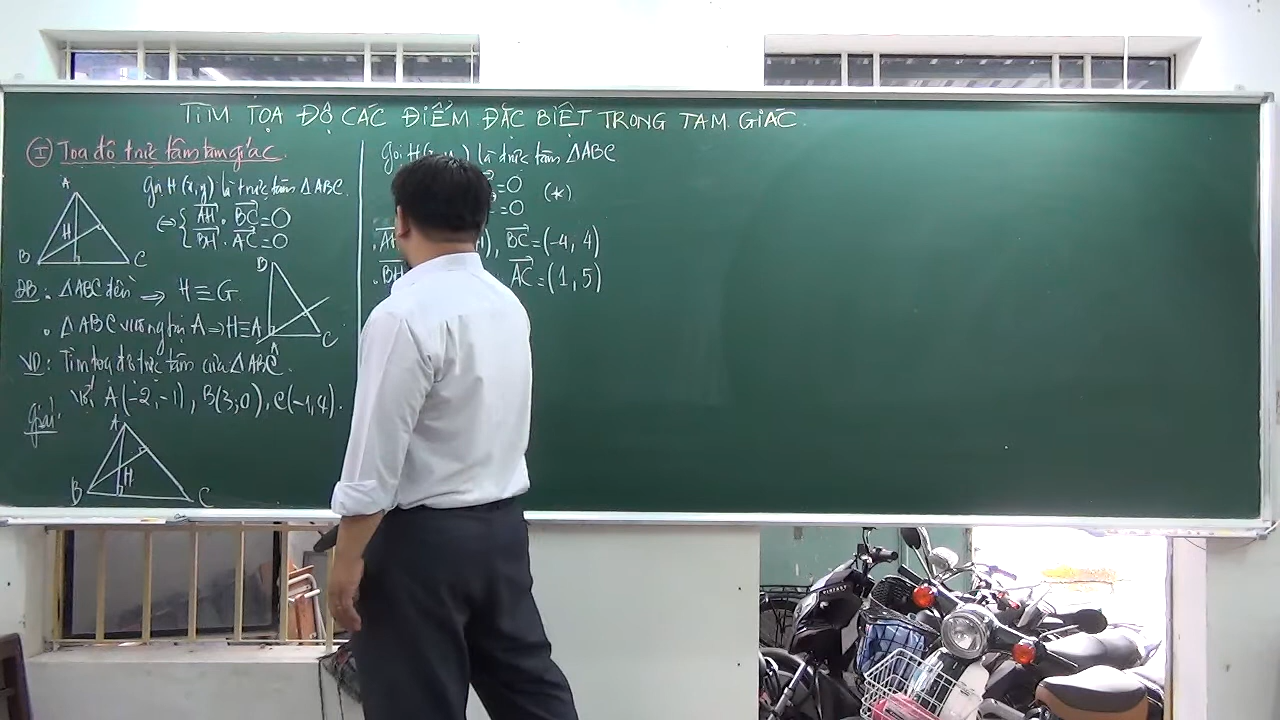 TÌM TỌA ĐỘ CÁC ĐIỂM ĐẶC BIỆT TRONG TAM GIÁC.
I Tọa độ trực tâm tam giác.
A
H
B C
Gọi H(x,y) là trực tâm ΔABC.
⇔ { AH . BC = 0
BH . AC = 0
ĐB: . ΔABC đều ⇒ H ≡ G.
. ΔABC vuông tại A ⇒ H ≡ A
B
A
C
VD: Tìm tọa độ trực tâm của ΔABC.
Với A(-2,-1), B(3;0), C(-1,4).
Giải:
A
H
B C
Gọi H(x,y) là trực tâm ΔABC
= 0 (*)
= 0
. AH 1), BC = (-4, 4)
. BH AC = (1, 5)